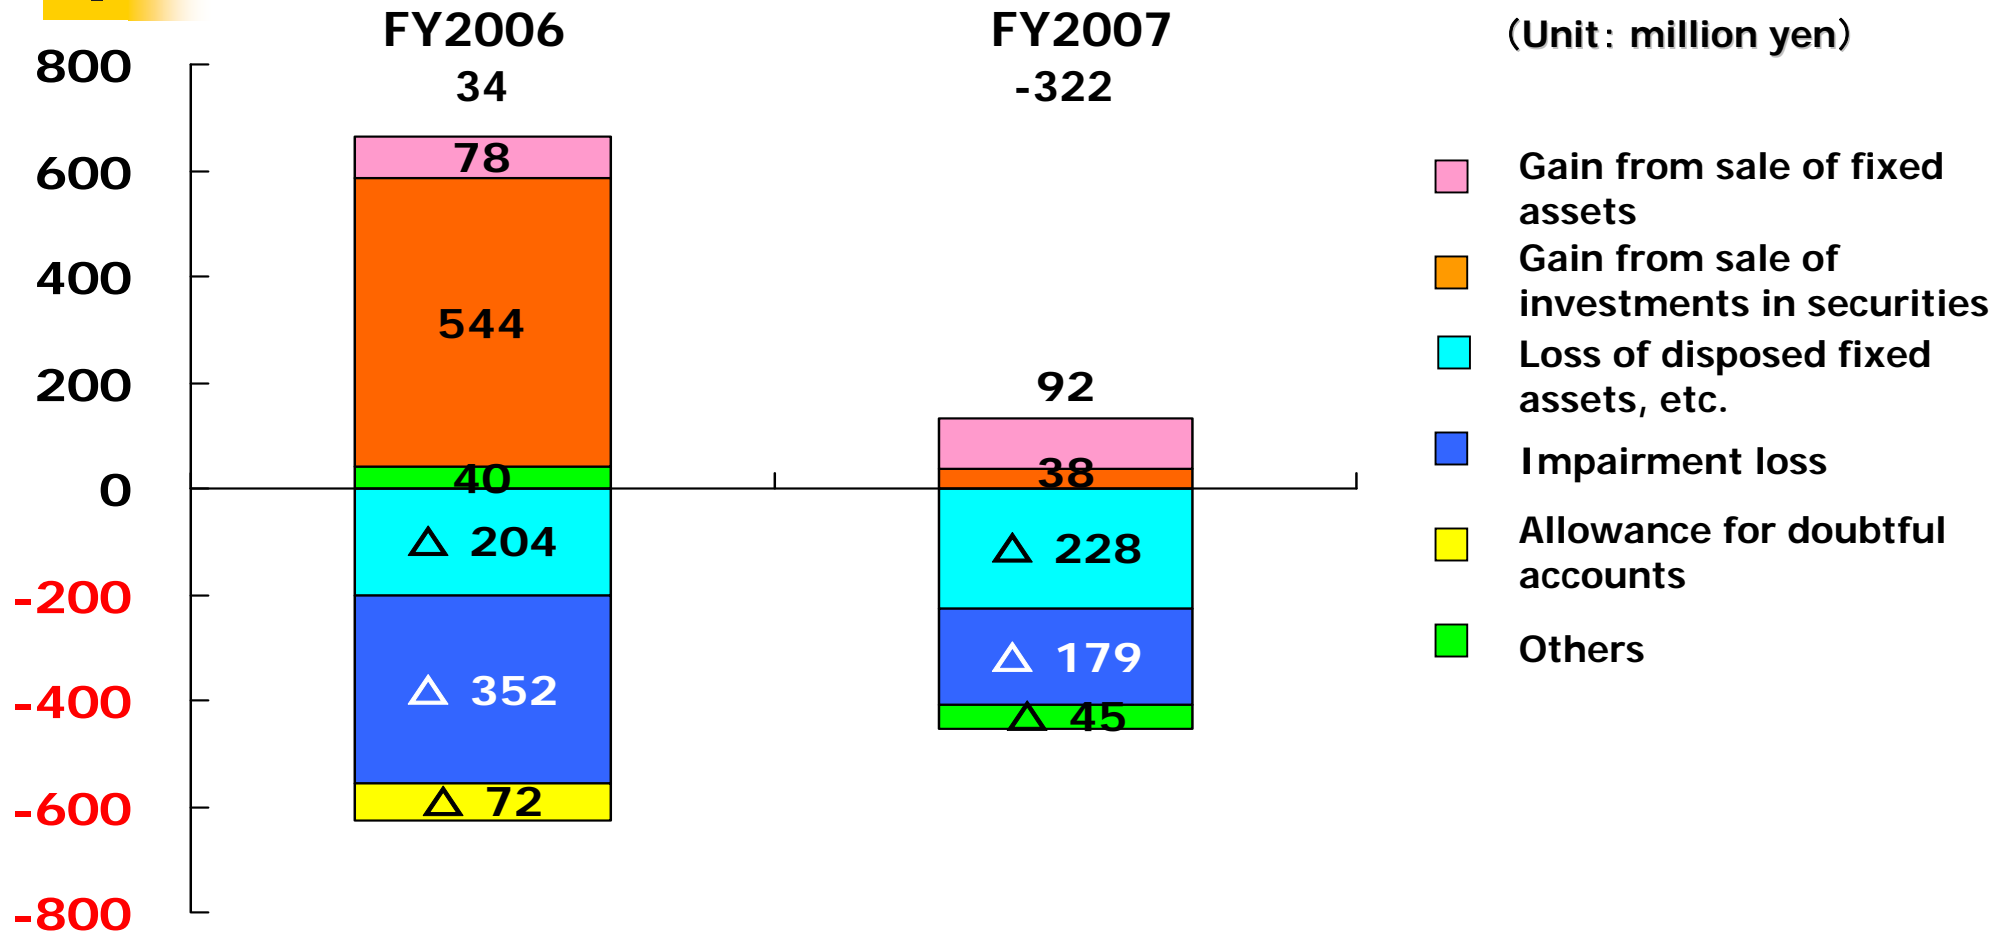 FY2006
FY2007
(Unit: million yen)
34
-322
800
600
400
200
0
-200
-400
-600
-800
78
544
40
△ 204
△ 352
△ 72
92
38
△ 228
△ 179
△ 45
Gain from sale of fixed
assets
Gain from sale of
investments in securities
Loss of disposed fixed
assets, etc.
Impairment loss
Allowance for doubtful
accounts
Others